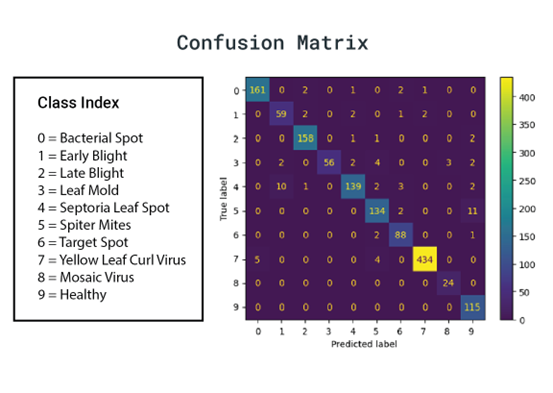 Confusion Matrix
Class Index
0 = Bacterial Spot
1 = Early Blight
2 = Late Blight
3 = Leaf Mold
4 = Septoria Leaf Spot
5 = Spiter Mites
6 = Target Spot
7 = Yellow Leaf Curl Virus
8 = Mosaic Virus
9 = Healthy
True label
0 161 0 2 0 1 0 2 1 0 0
1 0 59 2 0 2 0 1 2 0 0
2 0 0 158 0 1 1 0 0 0 2
3 0 2 0 56 2 4 0 0 3 2
4 0 10 1 0 139 2 3 0 0 2
5 0 0 0 0 0 134 2 0 0 11
6 0 0 0 0 0 2 88 0 0 1
7 5 0 0 0 0 4 0 434 0 0
8 0 0 0 0 0 0 0 0 24 0
9 0 0 0 0 0 0 0 0 0 115
0 1 2 3 4 5 6 7 8 9
Predicted label
400
350
300
250
200
150
100
50
0